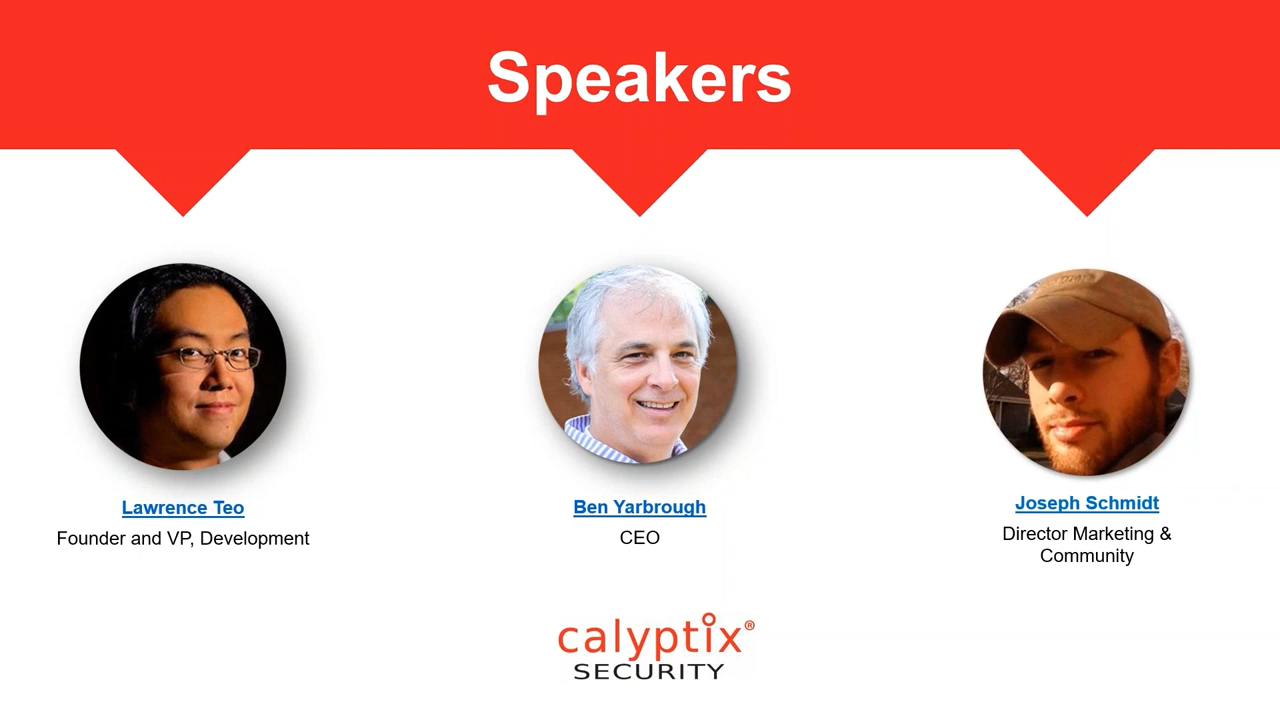 Speakers
Lawrence Teo
Founder and VP, Development
Ben Yarbrough
CEO
Joseph Schmidt
Director Marketing &
Community
calyptix®
SECURITY